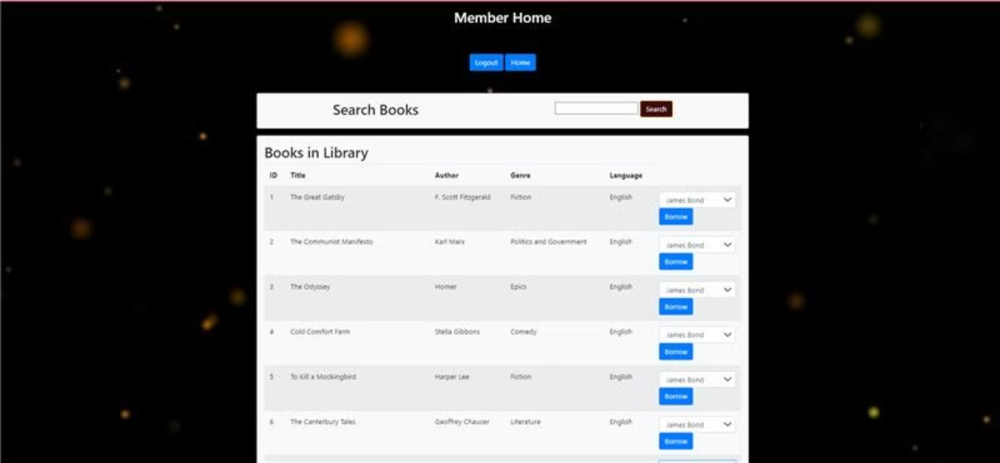 Member Home
Logout Home
Search Books Search
Books in Library
ID Title Author Genre Language
1 The Great Gatsby F. Scott Fitzgerald Fiction English James Bond
Borrow
2 The Communist Manifesto Karl Marx Politics and Government English James Bond
Borrow
3 The Odyssey Homer Epics English James Bond
Borrow
4 Cold Comfort Farm Stella Gibbons Comedy English James Bond
Borrow
5 To Kill a Mockingbird Harper Lee Fiction English James Bond
Borrow
6 The Canterbury Tales Geoffrey Chaucer Literature English James Bond
Borrow